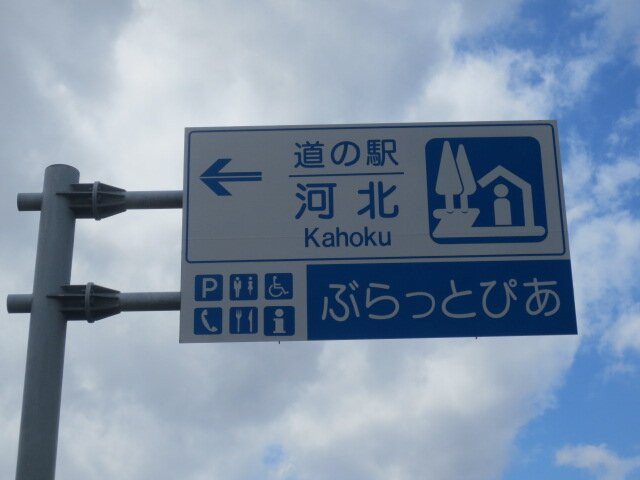 道の駅
河北
Kahoku
P
i
ぶらっとぴあ